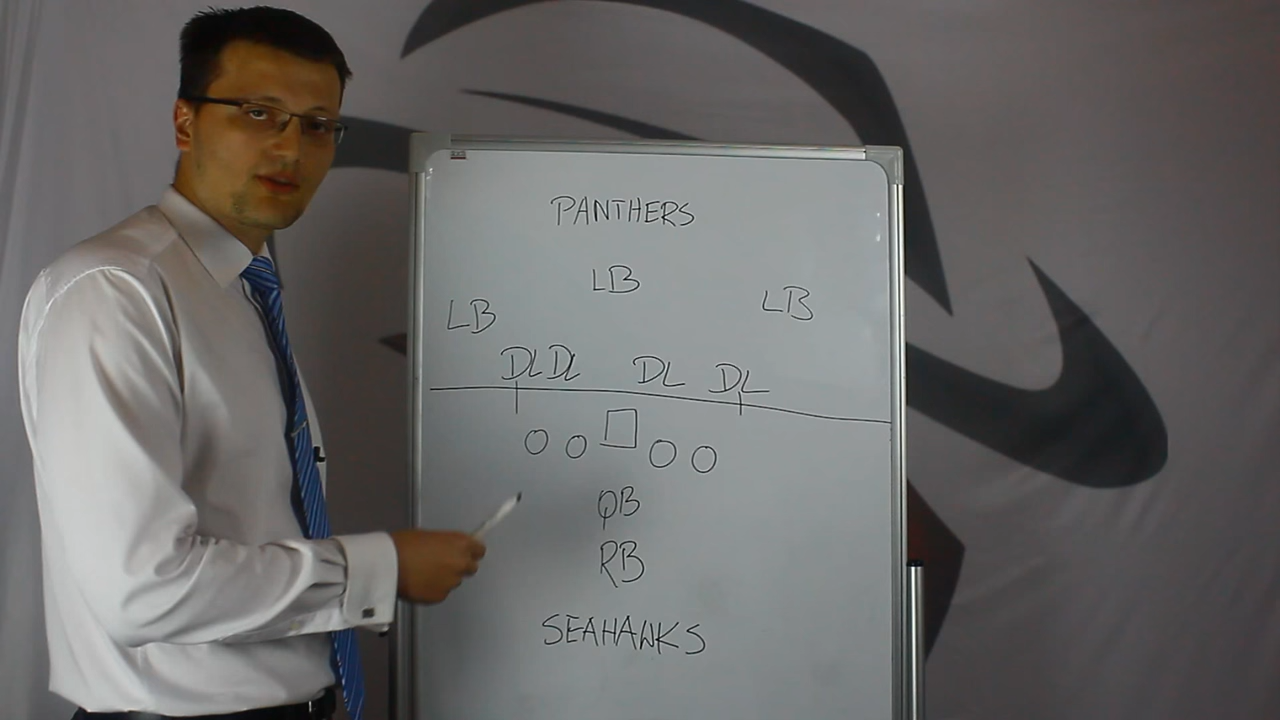 PANTHERS
LB
LB LB
DL DL DL DL
QB
RB
SEAHAWKS